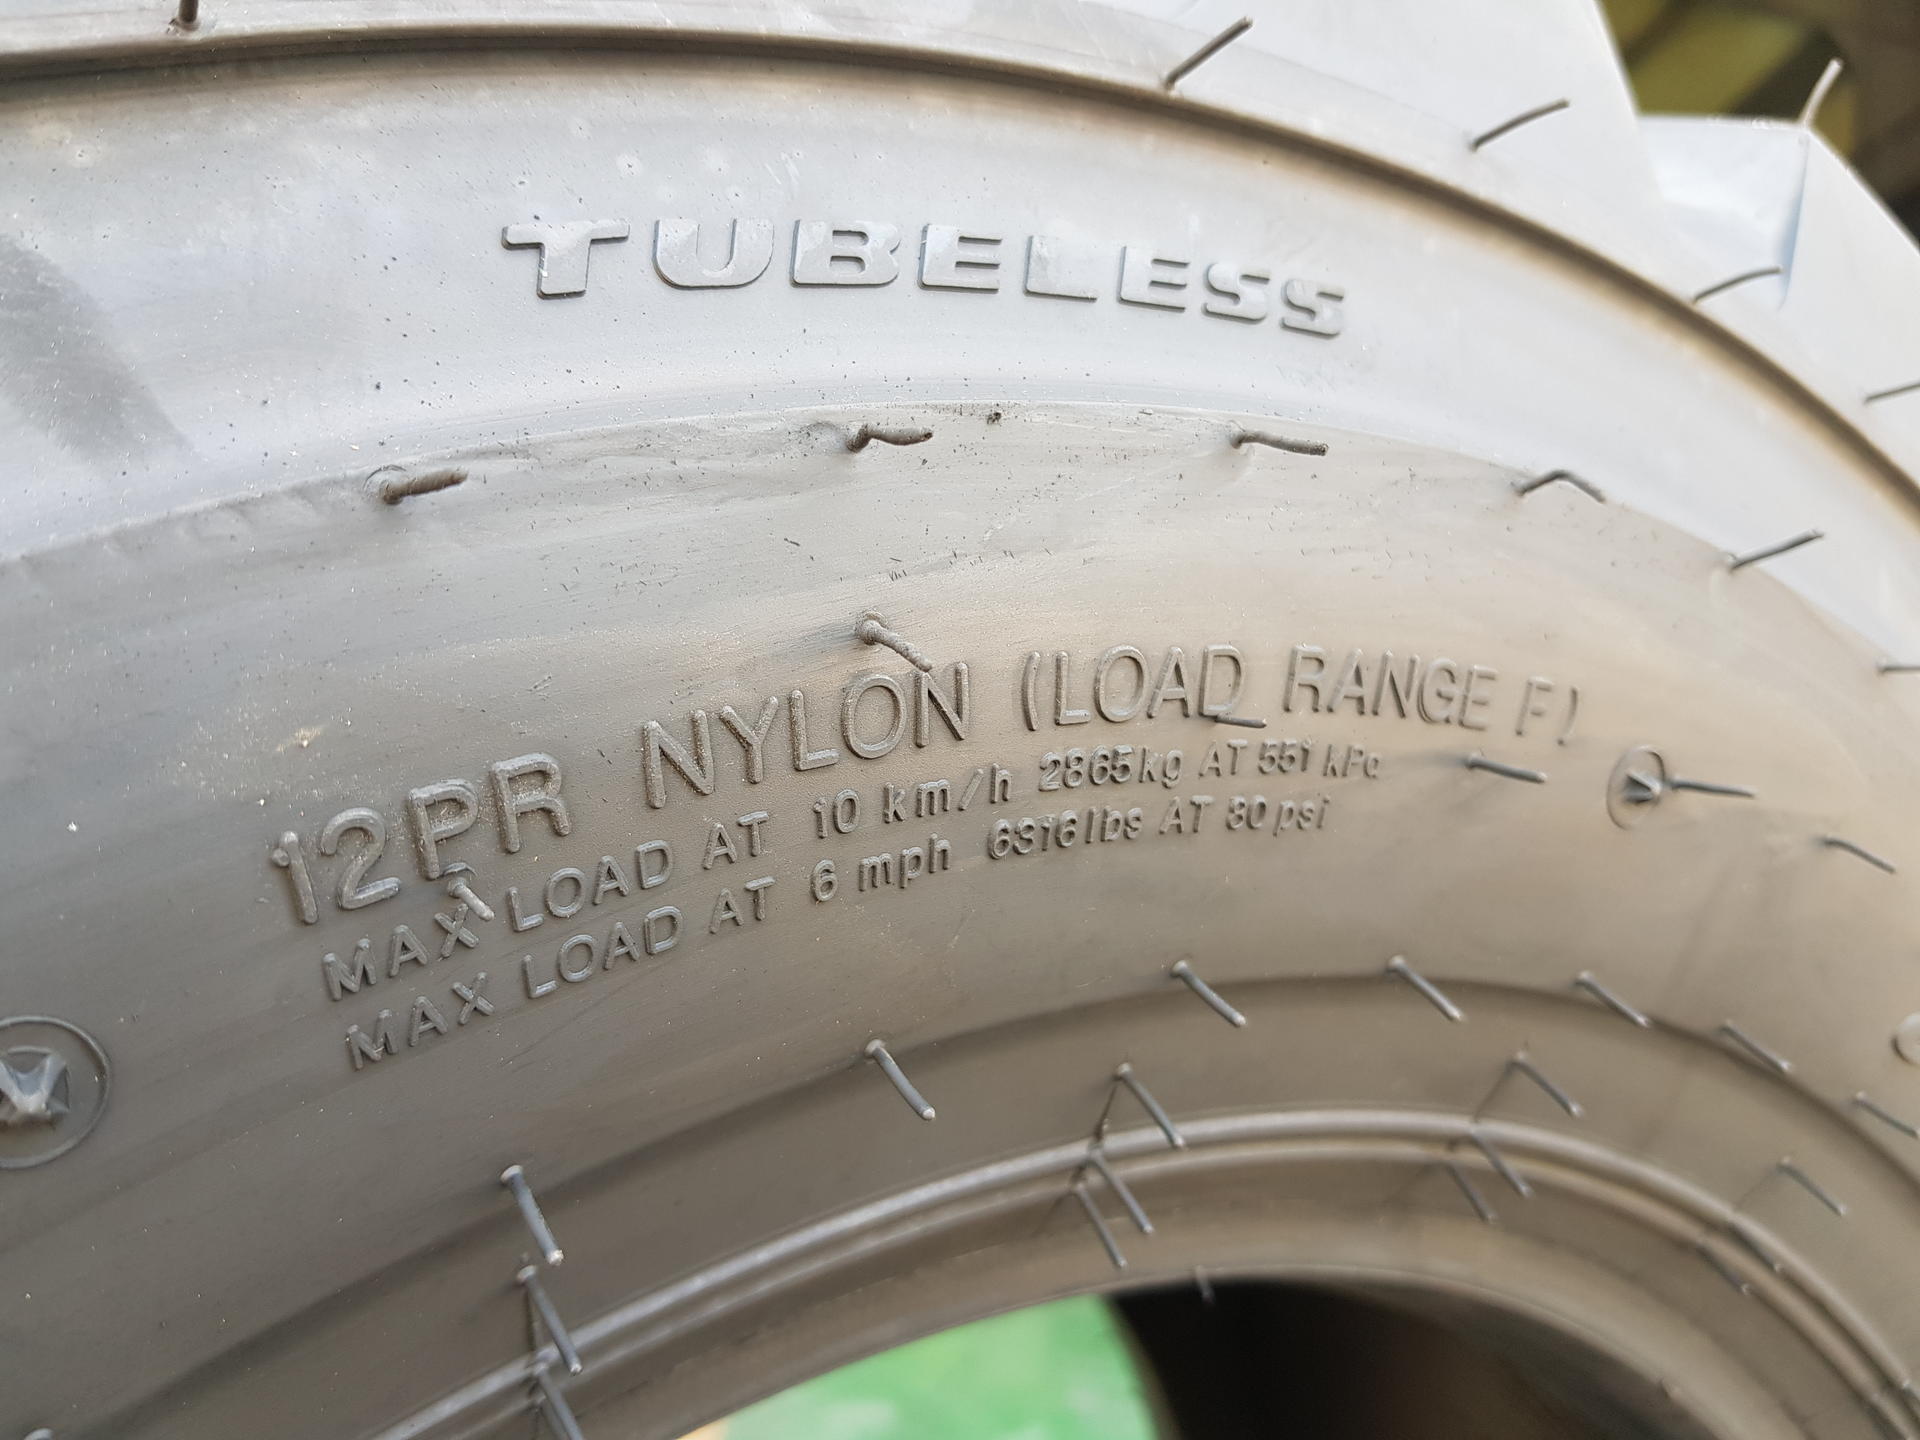 TUBELESS
12PR NYLON (LOAD RANGE F)
MAX LOAD AT 10 km/h 2865kg AT 551 kPa
MAX LOAD AT 6 mph 6316lbs AT 80 psi